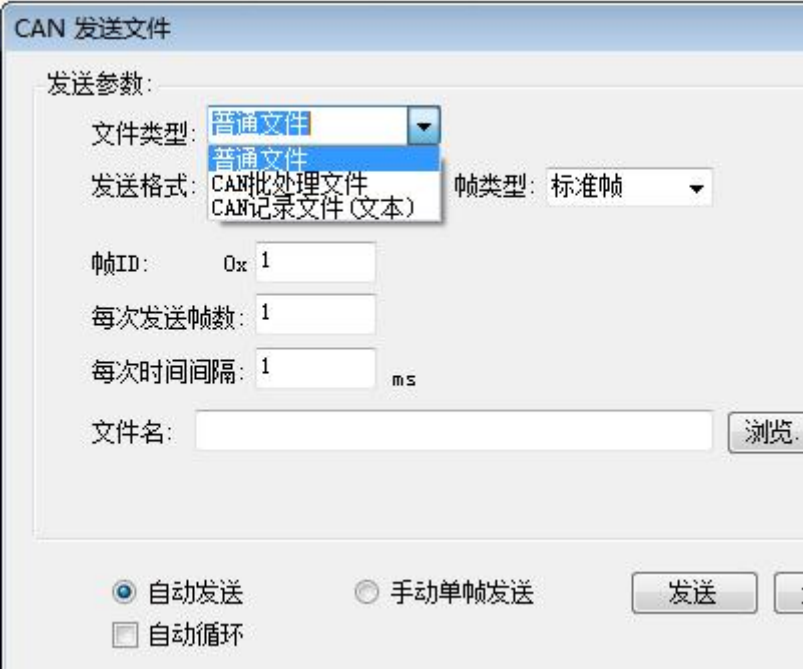 CAN 发送文件
发送参数:
文件类型: 普通文件
普通文件
CAN批处理文件
CAN记录文件(文本)
发送格式: 帧类型: 标准帧
帧ID: 0x 1
每次发送帧数: 1
每次时间间隔: 1 ms
文件名: 浏览.
自动发送 手动单帧发送 发送
自动循环